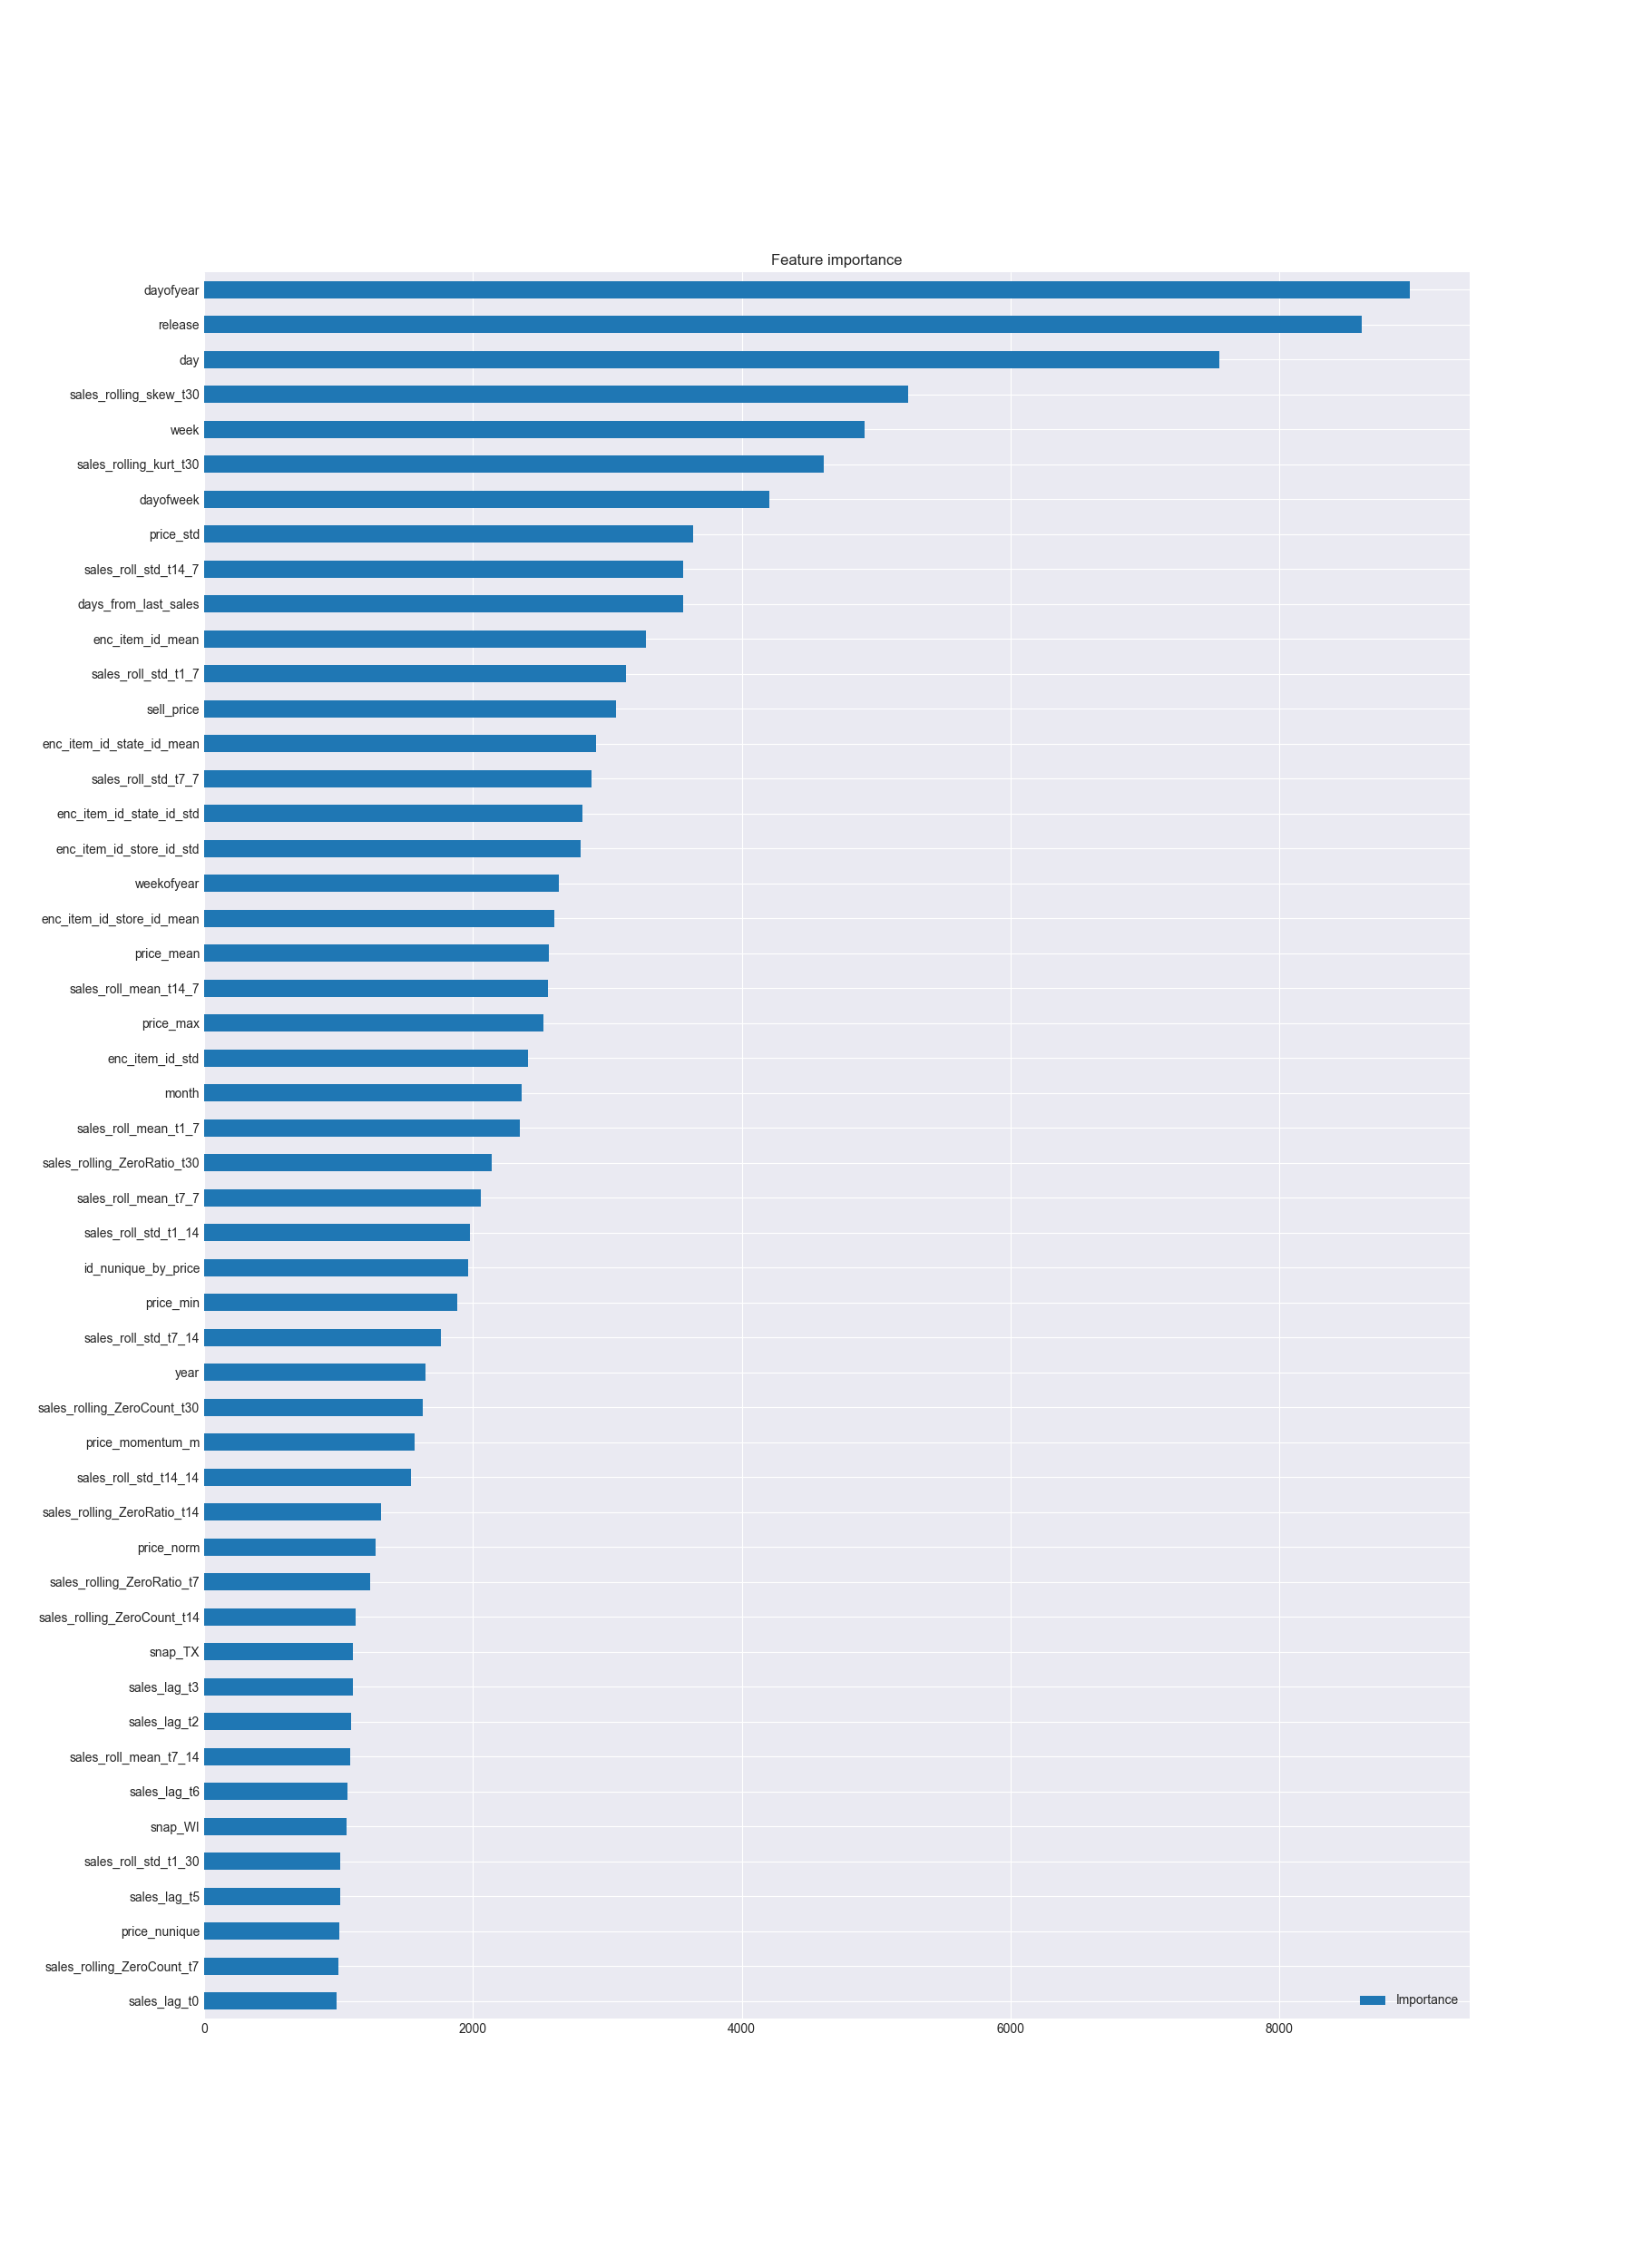 Feature importance
dayofyear
release
day
sales_rolling_skew_t30
week
sales_rolling_kurt_t30
dayofweek
price_std
sales_roll_std_t14_7
days_from_last_sales
enc_item_id_mean
sales_roll_std_t1_7
sell_price
enc_item_id_state_id_mean
sales_roll_std_t7_7
enc_item_id_state_id_std
enc_item_id_store_id_std
weekofyear
enc_item_id_store_id_mean
price_mean
sales_roll_mean_t14_7
price_max
enc_item_id_std
month
sales_roll_mean_t1_7
sales_rolling_ZeroRatio_t30
sales_roll_mean_t7_7
sales_roll_std_t1_14
id_nunique_by_price
price_min
sales_roll_std_t7_14
year
sales_rolling_ZeroCount_t30
price_momentum_m
sales_roll_std_t14_14
sales_rolling_ZeroRatio_t14
price_norm
sales_rolling_ZeroRatio_t7
sales_rolling_ZeroCount_t14
snap_TX
sales_lag_t3
sales_lag_t2
sales_roll_mean_t7_14
sales_lag_t6
snap_WI
sales_roll_std_t1_30
sales_lag_t5
price_nunique
sales_rolling_ZeroCount_t7
sales_lag_t0
Importance
0 2000 4000 6000 8000